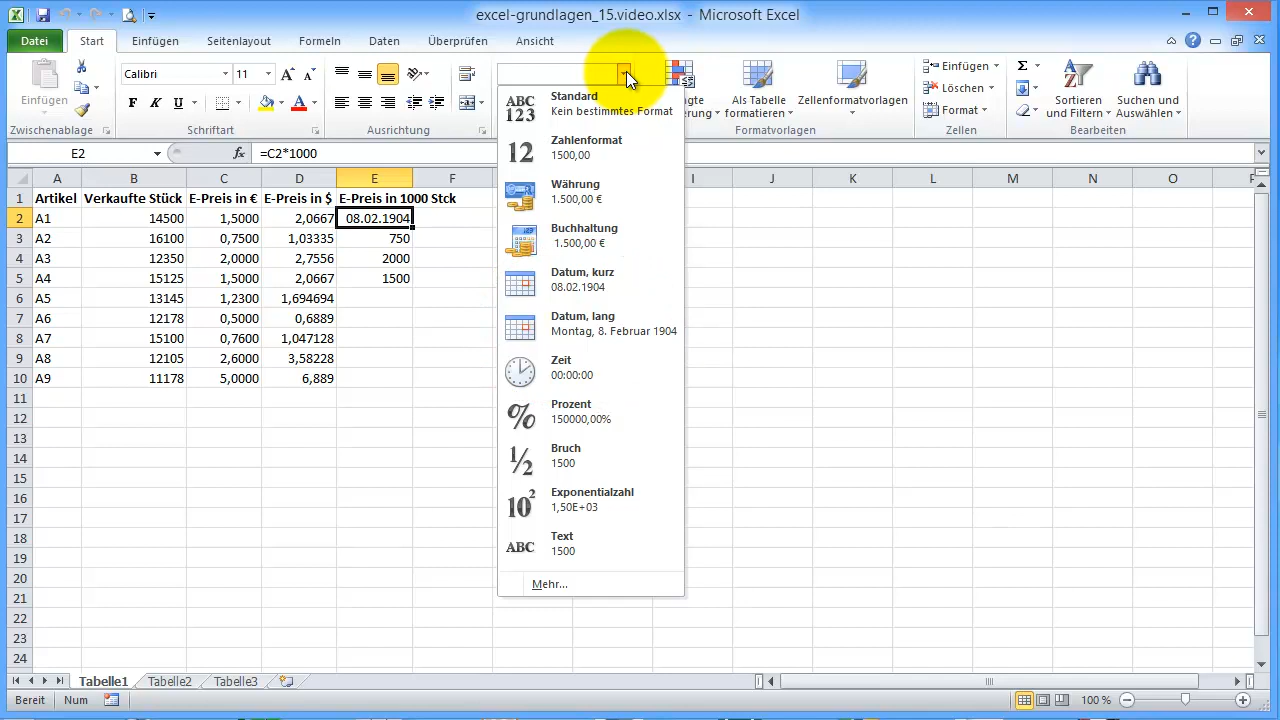 excel-grundlagen_15.video.xlsx - Microsoft Excel
Datei Start Einfügen Seitenlayout Formeln Daten Überprüfen Ansicht
Einfügen
Zwischenablage
Calibri 11
F K U
Schriftart
Ausrichtung
Als Tabelle formatieren
Zellenformatvorlagen
Formatvorlagen
Einfügen
Löschen
Format
Zellen
Sortieren und Filtern
Suchen und Auswählen
Bearbeiten
E2 fx =C2*1000
A B C D E F I J K L M N O
1 Artikel Verkaufte Stück E-Preis in € E-Preis in $ E-Preis in 1000 Stck
2 A1 14500 1,5000 2,0667 08.02.1904
3 A2 16100 0,7500 1,03335 750
4 A3 12350 2,0000 2,7556 2000
5 A4 15125 1,5000 2,0667 1500
6 A5 13145 1,2300 1,694694
7 A6 12178 0,5000 0,6889
8 A7 15100 0,7600 1,047128
9 A8 12105 2,6000 3,58228
10 A9 11178 5,0000 6,889
11
12
13
14
15
16
17
18
19
20
21
22
23
24
ABC 123
Standard
Kein bestimmtes Format
12
Zahlenformat
1500,00
Währung
1.500,00 €
Buchhaltung
1.500,00 €
Datum, kurz
08.02.1904
Datum, lang
Montag, 8. Februar 1904
Zeit
00:00:00
%
Prozent
150000,00%
½
Bruch
1500
10²
Exponentialzahl
1,50E+03
ABC
Text
1500
Mehr...
Tabelle1 Tabelle2 Tabelle3
Bereit Num 100 %